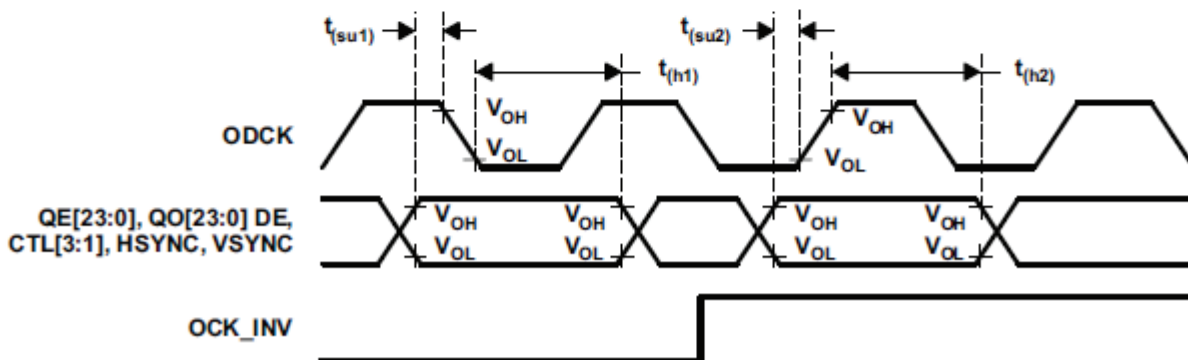 t(su1)
t(su2)
t(h1)
t(h2)
ODCK
VOH
VOL
VOH
VOL
QE[23:0], QO[23:0] DE,
CTL[3:1], HSYNC, VSYNC
VOH VOH VOH VOH
VOL VOL VOL VOL
OCK_INV